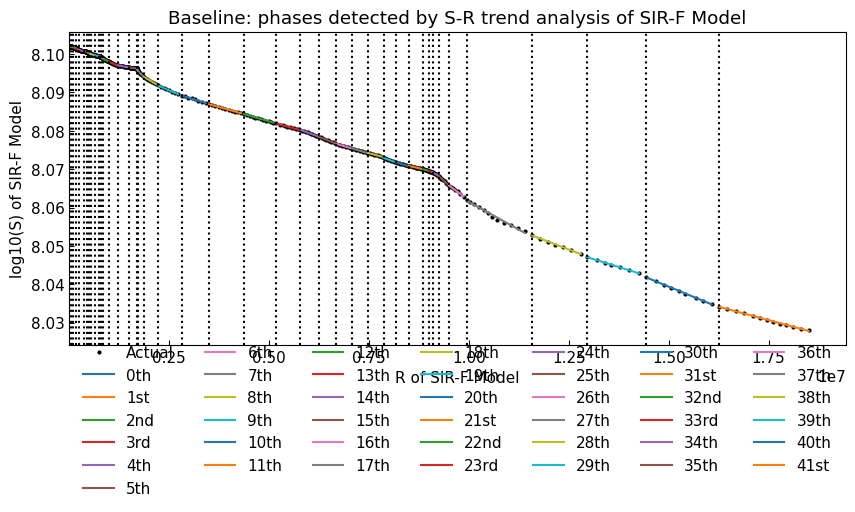 Baseline: phases detected by S-R trend analysis of SIR-F Model
log10(S) of SIR-F Model
8.10
8.09
8.08
8.07
8.06
8.05
8.04
8.03
0.25 0.50 0.75 1.00 1.25 1.50 1.75
R of SIR-F Model
1e7
Actual 6th 12th 18th 24th 30th 36th
0th 7th 13th 19th 25th 31st 37th
1st 8th 14th 20th 26th 32nd 38th
2nd 9th 15th 21st 27th 33rd 39th
3rd 10th 16th 22nd 28th 34th 40th
4th 11th 17th 23rd 29th 35th 41st
5th